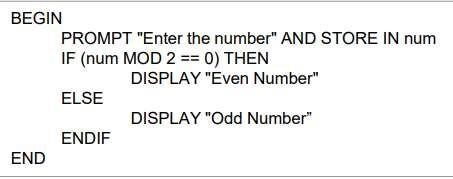 BEGIN
PROMPT "Enter the number" AND STORE IN num
IF (num MOD 2 == 0) THEN
DISPLAY "Even Number"
ELSE
DISPLAY "Odd Number”
ENDIF
END